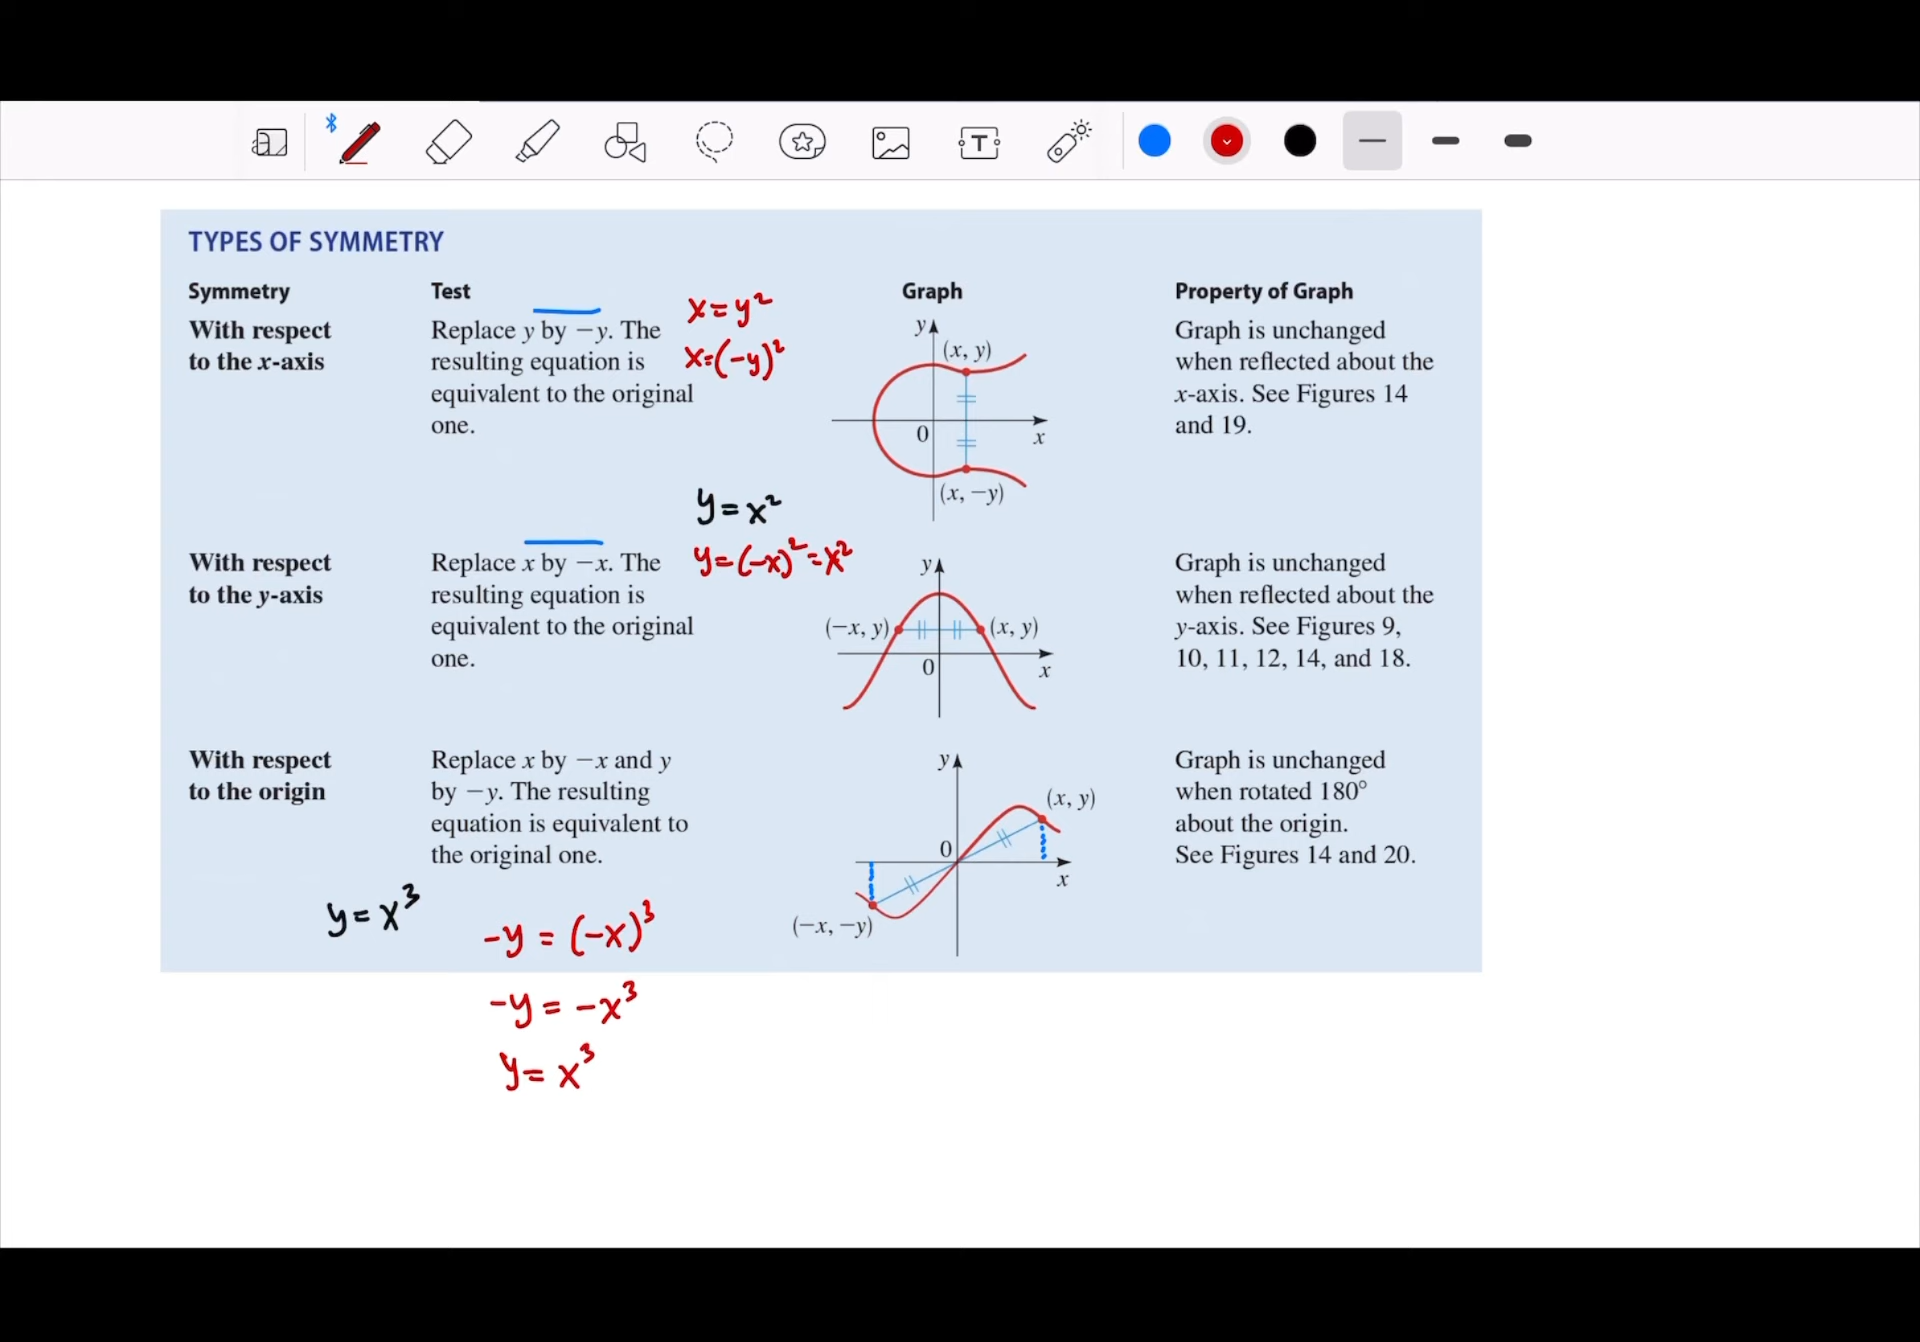 TYPES OF SYMMETRY
Symmetry
Test
Graph
Property of Graph
With respect
to the x-axis
Replace y by −y. The
resulting equation is
equivalent to the original
one.
x=y²
x=(-y)²
y
(x, y)
0
x
(x, −y)
Graph is unchanged
when reflected about the
x-axis. See Figures 14
and 19.
With respect
to the y-axis
Replace x by −x. The
resulting equation is
equivalent to the original
one.
y=x²
y=(-x)²=x²
y
(−x, y)
(x, y)
0
x
Graph is unchanged
when reflected about the
y-axis. See Figures 9,
10, 11, 12, 14, and 18.
With respect
to the origin
Replace x by −x and y
by −y. The resulting
equation is equivalent to
the original one.
y
(x, y)
0
x
(−x, −y)
Graph is unchanged
when rotated 180°
about the origin.
See Figures 14 and 20.
y=x³
-y = (-x)³
-y = -x³
y= x³